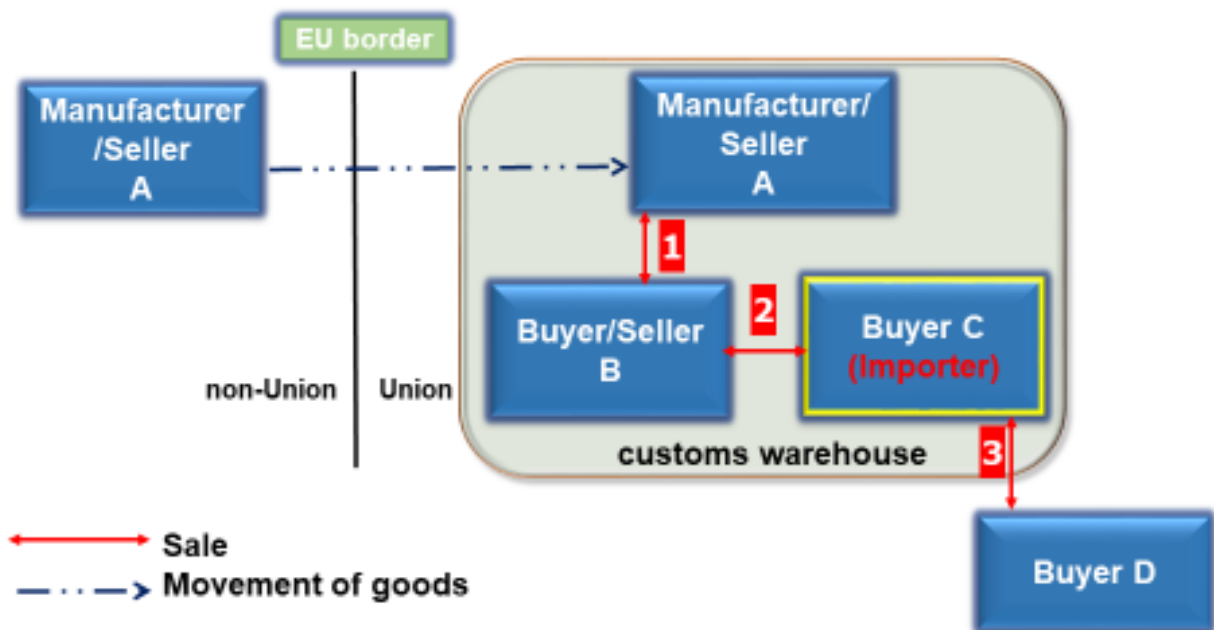 EU border
Manufacturer
/Seller
A
Manufacturer/
Seller
A
1
Buyer/Seller
B
2
Buyer C
(Importer)
non-Union
Union
customs warehouse
3
Sale
Movement of goods
Buyer D